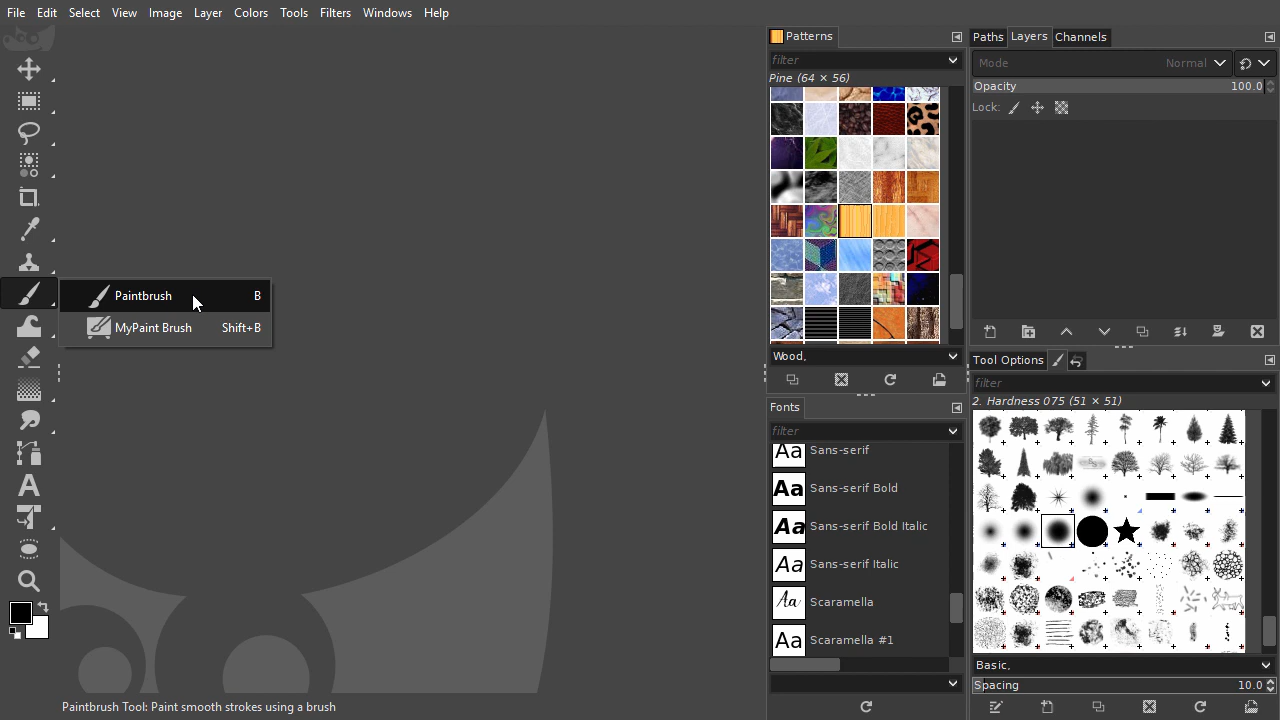 File Edit Select View Image Layer Colors Tools Filters Windows Help
Patterns
filter
Pine (64 × 56)
Wood,
Fonts
filter
Aa Sans-serif
Aa Sans-serif Bold
Aa Sans-serif Bold Italic
Aa Sans-serif Italic
Aa Scaramella
Aa Scaramella #1
Paths Layers Channels
Mode Normal
Opacity 100.0
Lock:
Tool Options
filter
2. Hardness 075 (51 × 51)
Basic,
Spacing 10.0
Paintbrush B
MyPaint Brush Shift+B
A
Paintbrush Tool: Paint smooth strokes using a brush